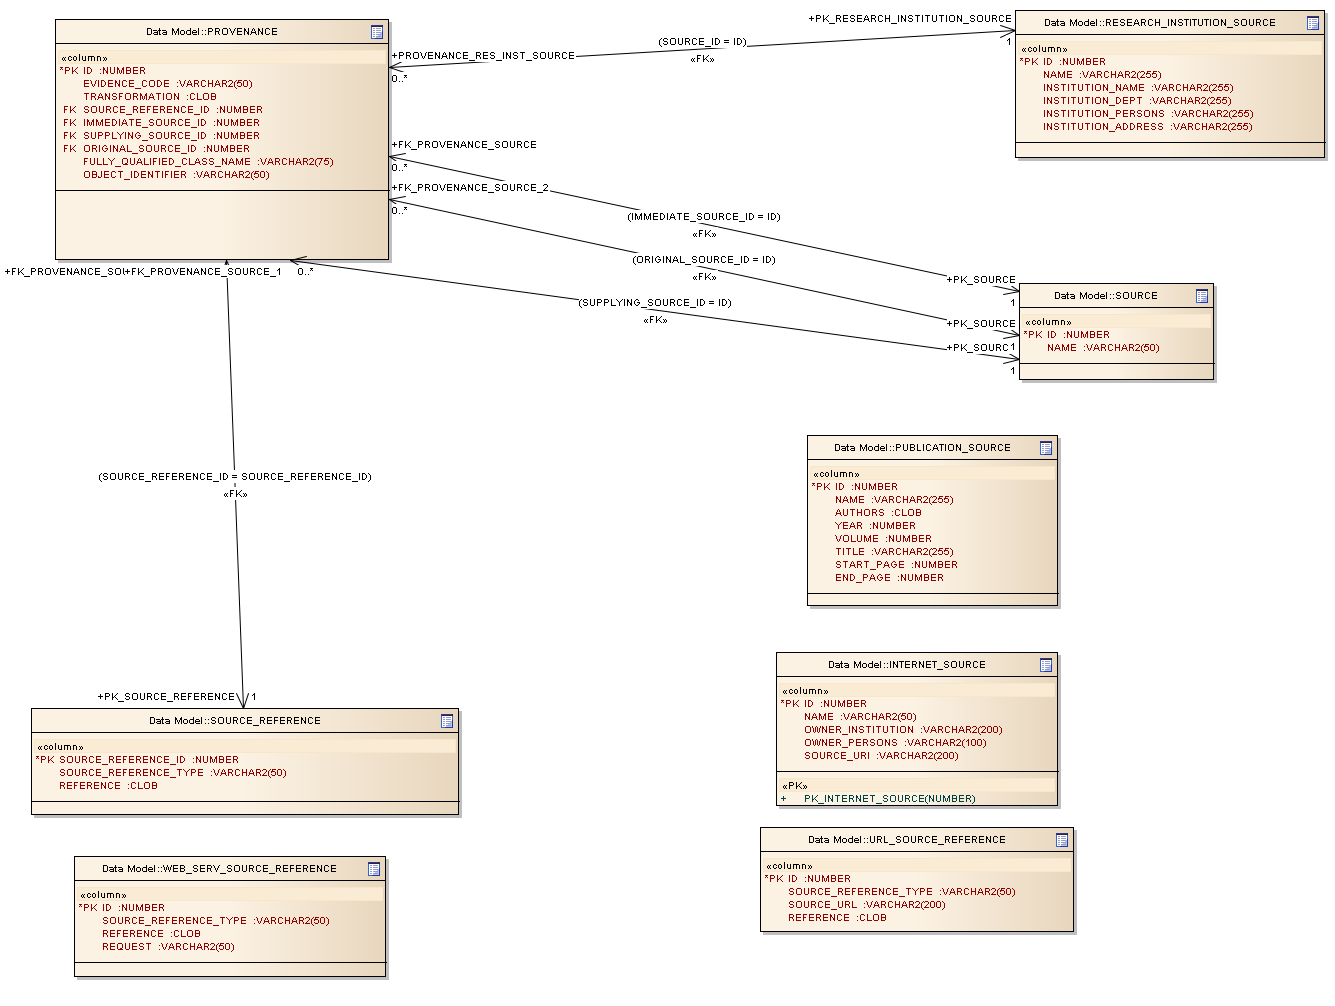 Data Model::PROVENANCE
«column»
*PK ID :NUMBER
EVIDENCE_CODE :VARCHAR2(50)
TRANSFORMATION :CLOB
FK SOURCE_REFERENCE_ID :NUMBER
FK IMMEDIATE_SOURCE_ID :NUMBER
FK SUPPLYING_SOURCE_ID :NUMBER
FK ORIGINAL_SOURCE_ID :NUMBER
FULLY_QUALIFIED_CLASS_NAME :VARCHAR2(75)
OBJECT_IDENTIFIER :VARCHAR2(50)
+PROVENANCE_RES_INST_SOURCE
0..*
(SOURCE_ID = ID)
«FK»
+PK_RESEARCH_INSTITUTION_SOURCE
1
Data Model::RESEARCH_INSTITUTION_SOURCE
«column»
*PK ID :NUMBER
NAME :VARCHAR2(255)
INSTITUTION_NAME :VARCHAR2(255)
INSTITUTION_DEPT :VARCHAR2(255)
INSTITUTION_PERSONS :VARCHAR2(255)
INSTITUTION_ADDRESS :VARCHAR2(255)
+FK_PROVENANCE_SOURCE
0..*
+FK_PROVENANCE_SOURCE_2
0..*
(IMMEDIATE_SOURCE_ID = ID)
«FK»
(ORIGINAL_SOURCE_ID = ID)
«FK»
+FK_PROVENANCE_SOU
+FK_PROVENANCE_SOURCE_1
0..*
(SUPPLYING_SOURCE_ID = ID)
«FK»
+PK_SOURCE
1
+PK_SOURCE
+PK_SOURC
1
1
Data Model::SOURCE
«column»
*PK ID :NUMBER
NAME :VARCHAR2(50)
Data Model::PUBLICATION_SOURCE
«column»
*PK ID :NUMBER
NAME :VARCHAR2(255)
AUTHORS :CLOB
YEAR :NUMBER
VOLUME :NUMBER
TITLE :VARCHAR2(255)
START_PAGE :NUMBER
END_PAGE :NUMBER
(SOURCE_REFERENCE_ID = SOURCE_REFERENCE_ID)
«FK»
+PK_SOURCE_REFERENCE
1
Data Model::SOURCE_REFERENCE
«column»
*PK SOURCE_REFERENCE_ID :NUMBER
SOURCE_REFERENCE_TYPE :VARCHAR2(50)
REFERENCE :CLOB
Data Model::INTERNET_SOURCE
«column»
*PK ID :NUMBER
NAME :VARCHAR2(50)
OWNER_INSTITUTION :VARCHAR2(200)
OWNER_PERSONS :VARCHAR2(100)
SOURCE_URI :VARCHAR2(200)
«PK»
+ PK_INTERNET_SOURCE(NUMBER)
Data Model::URL_SOURCE_REFERENCE
«column»
*PK ID :NUMBER
SOURCE_REFERENCE_TYPE :VARCHAR2(50)
SOURCE_URL :VARCHAR2(200)
REFERENCE :CLOB
Data Model::WEB_SERV_SOURCE_REFERENCE
«column»
*PK ID :NUMBER
SOURCE_REFERENCE_TYPE :VARCHAR2(50)
REFERENCE :CLOB
REQUEST :VARCHAR2(50)